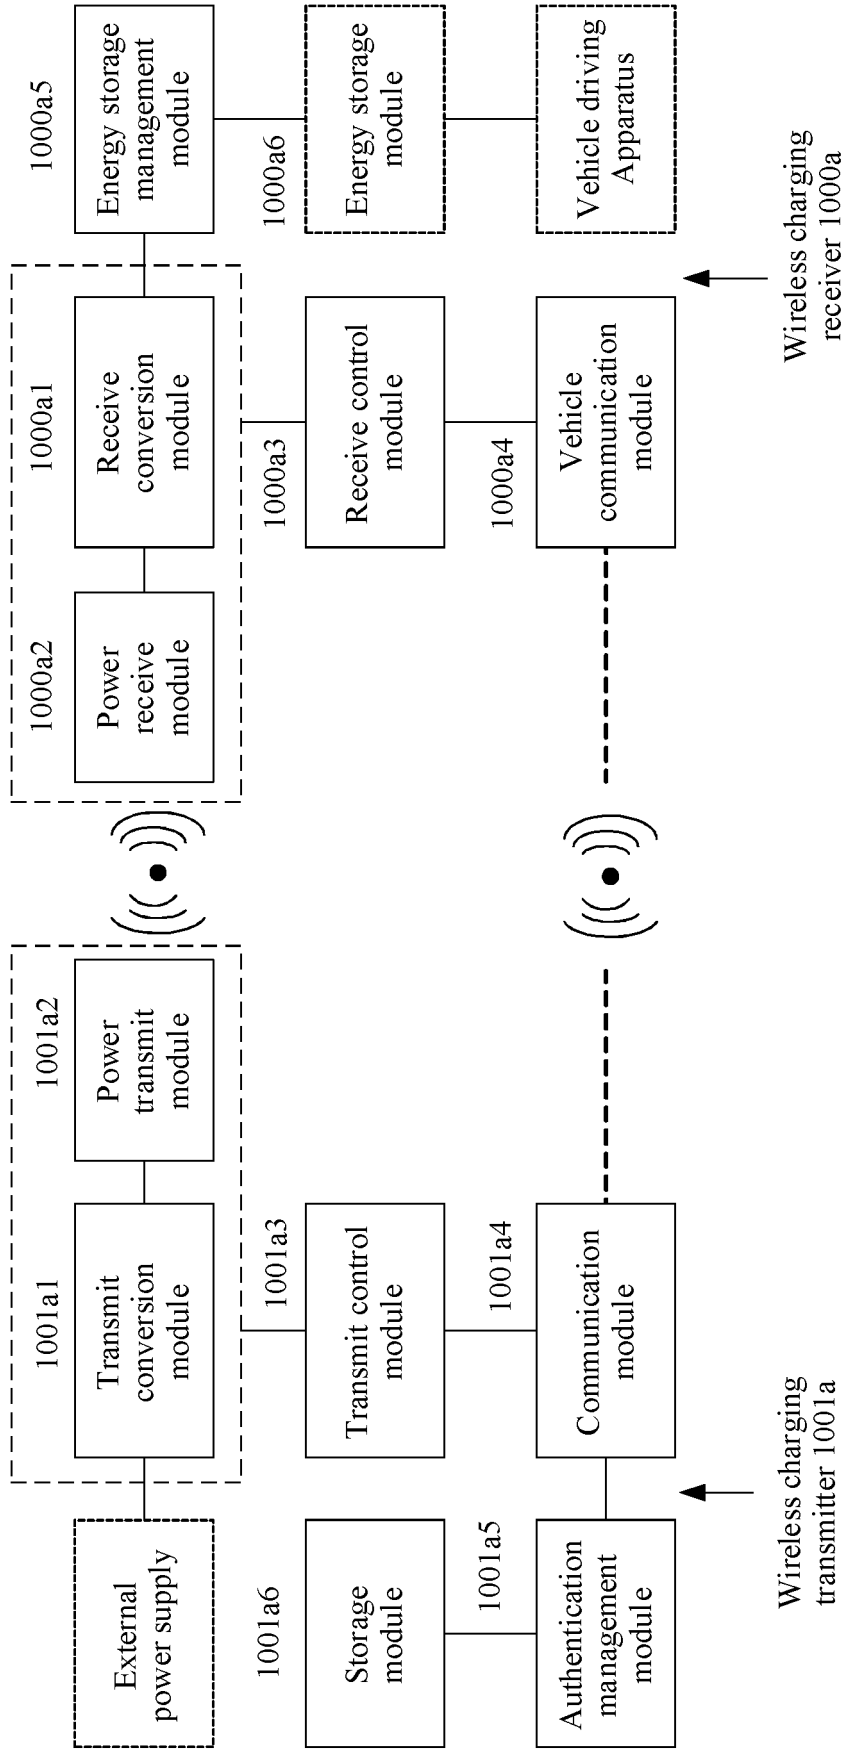 External
power supply
1001a1
Transmit
conversion
module
1001a2
Power
transmit
module
1000a2
Power
receive
module
1000a1
Receive
conversion
module
1000a5
Energy storage
management
module
1001a6
Storage
module
1001a3
Transmit control
module
1000a3
Receive control
module
1000a6
Energy storage
module
1001a5
Authentication
management
module
1001a4
Communication
module
1000a4
Vehicle
communication
module
Vehicle driving
Apparatus
Wireless charging
transmitter 1001a
Wireless charging
receiver 1000a